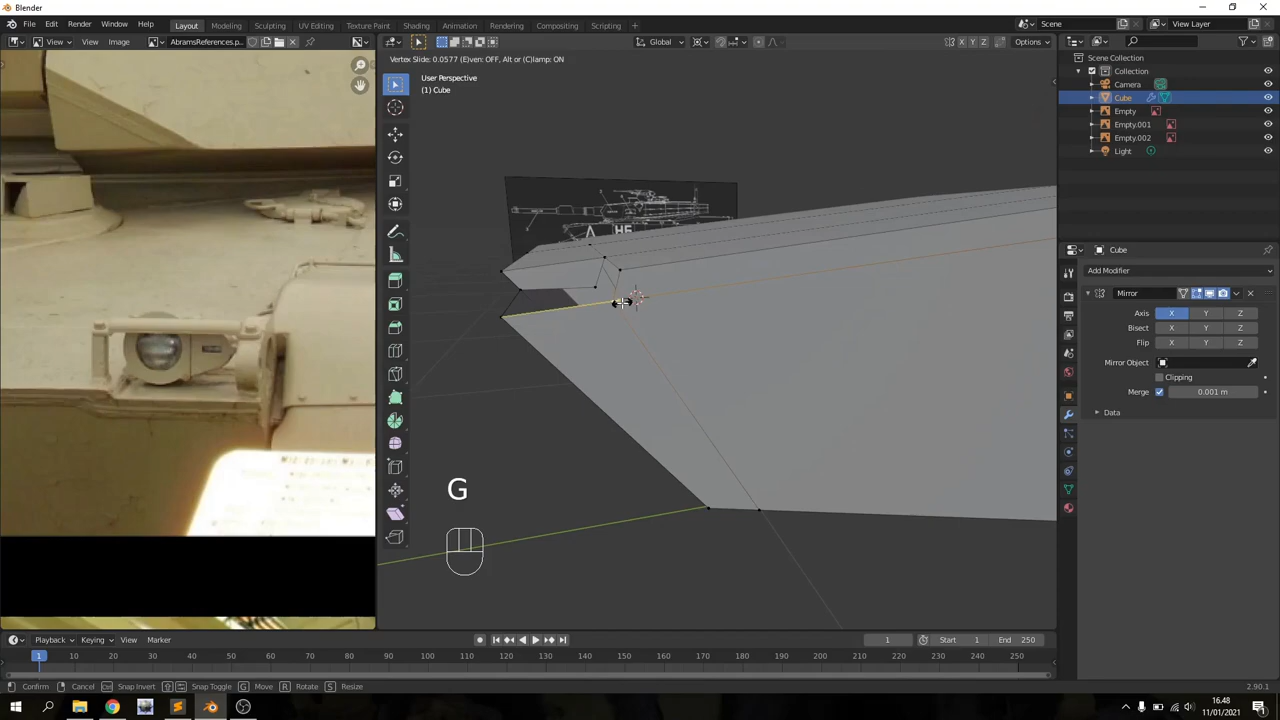 Blender
File Edit Render Window Help
Layout Modeling Sculpting UV Editing Texture Paint Shading Animation Rendering Compositing Scripting +
Scene
View Layer
View View Image AbramsReferences.p..
Global
X Y Z
Options
Vertex Slide: 0.0577 (E)ven: OFF, Alt or (C)lamp: ON
User Perspective
(1) Cube
Scene Collection
Collection
Camera
Cube
Empty
Empty.001
Empty.002
Light
Cube
Add Modifier
Mirror
Axis X Y Z
Bisect X Y Z
Flip X Y Z
Mirror Object
Clipping
Merge 0.001 m
Data
G
Playback Keying View Marker
1 Start 1 End 250
1 10 20 30 40 50 60 70 80 90 100 110 120 130 140 150 160 170 180 190 200 210 220 230 240 250
Confirm Cancel Snap Invert Snap Toggle G Move R Rotate S Resize
2.90.1
16.48
11/01/2021